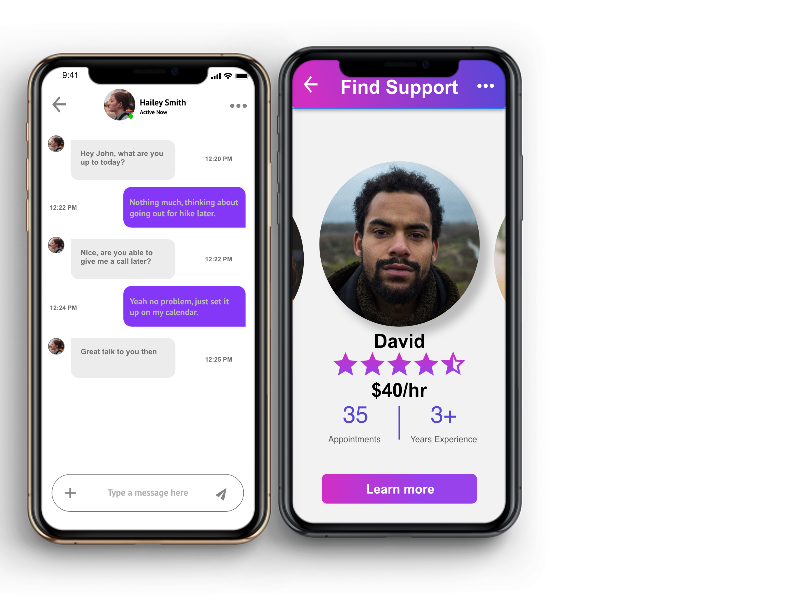 9:41
Hailey Smith
Active Now
Hey John, what are you
up to today?
12:20 PM
Nothing much, thinking about
going out for hike later.
12:22 PM
Nice, are you able to
give me a call later?
12:22 PM
Yeah no problem, just set it
up on my calendar.
12:24 PM
Great talk to you then
12:25 PM
Type a message here
Find Support
David
$40/hr
35
Appointments
3+
Years Experience
Learn more